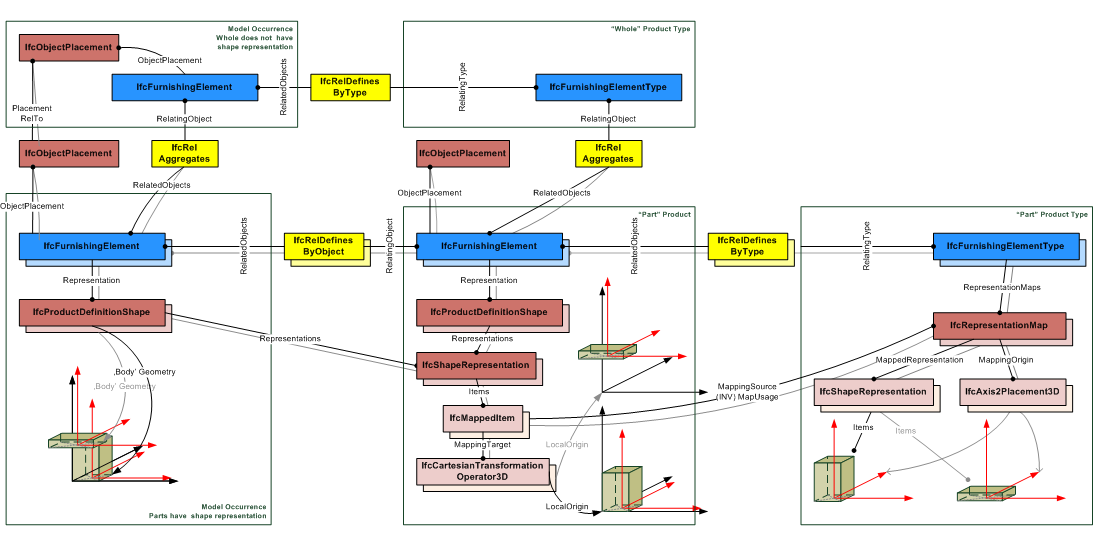 Model Occurrence
Whole does not have
shape representation
IfcObjectPlacement
ObjectPlacement
IfcFurnishingElement
RelatedObjects
IfcRelDefines
ByType
"Whole" Product Type
RelatingType
IfcFurnishingElementType
Placement
RelTo
RelatingObject
RelatingObject
IfcObjectPlacement
IfcRel
Aggregates
IfcObjectPlacement
IfcRel
Aggregates
RelatedObjects
ObjectPlacement
ObjectPlacement
RelatedObjects
IfcFurnishingElement
RelatedObjects
IfcRelDefines
ByObject
RelatingObject
"Part" Product
IfcFurnishingElement
RelatedObjects
IfcRelDefines
ByType
RelatingType
"Part" Product Type
IfcFurnishingElementType
Representation
Representation
RepresentationMaps
IfcProductDefinitionShape
IfcProductDefinitionShape
IfcRepresentationMap
Representations
Representations
IfcShapeRepresentation
MappedRepresentation
MappingOrigin
‚Body' Geometry
‚Body' Geometry
Items
MappingSource
(INV) MapUsage
IfcShapeRepresentation
IfcAxis2Placement3D
IfcMappedItem
Items
Items
MappingTarget
LocalOrigin
IfcCartesianTransformation
Operator3D
LocalOrigin
Model Occurrence
Parts have shape representation